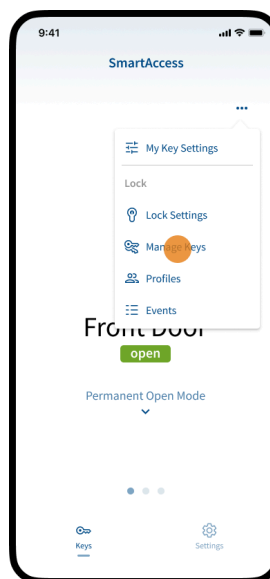 9:41
SmartAccess
My Key Settings
Lock
Lock Settings
Manage Keys
Profiles
Events
Front Door
open
Permanent Open Mode
Keys
Settings